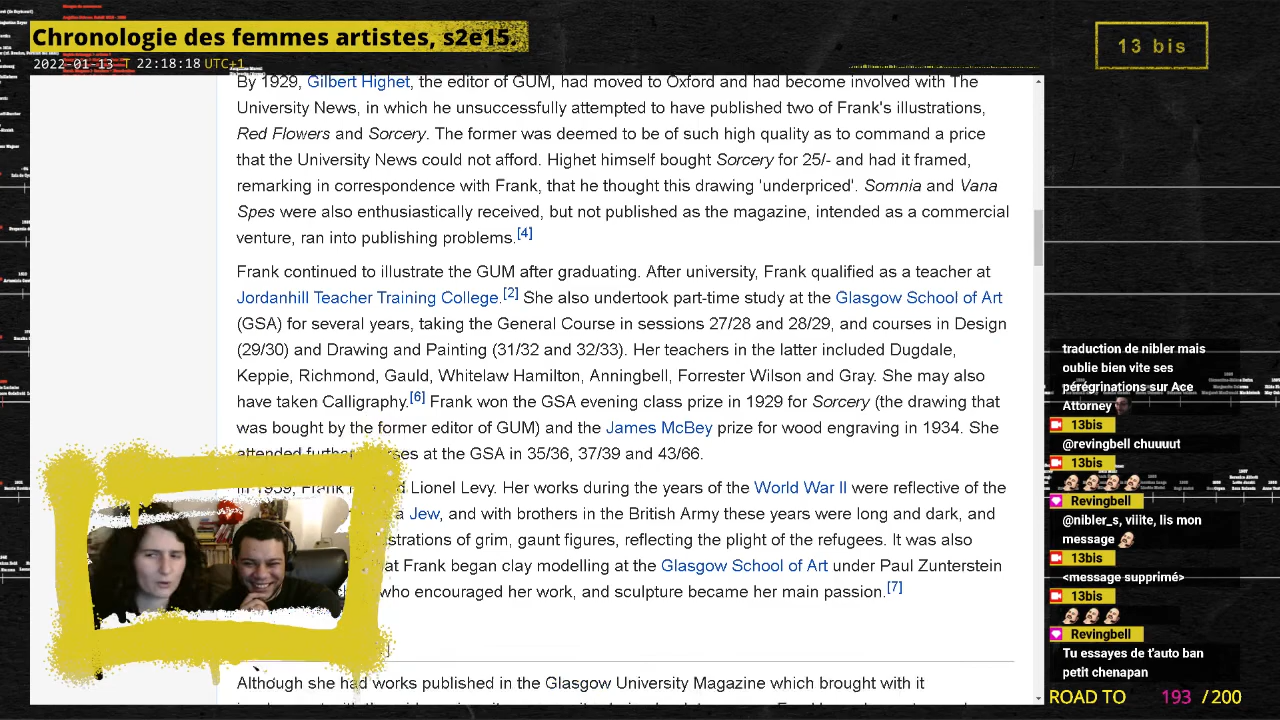 Chronologie des femmes artistes, s2e15
2022-01-13 T 22:18:18 UTC+1
13 bis
By 1929, Gilbert Highet, the editor of GUM, had moved to Oxford and had become involved with The
University News, in which he unsuccessfully attempted to havepublished two of Frank's illustrations,
Red Flowers and Sorcery. The former was deemed to be of such high quality as to command a price
that the University News could not afford. Highet himself bought Sorcery for 25/- and had it framed,
remarking in correspondence with Frank, that he thought this drawing 'underpriced'. Somnia and Vana
Spes were also enthusiastically received, but not published as the magazine, intended as a commercial
venture, ran into publishing problems.[4]
Frank continued to illustrate the GUM after graduating. After university, Frank qualified as a teacher at
Jordanhill Teacher Training College.[2] She also undertook part-time study at the Glasgow School of Art
(GSA) for several years, taking the General Course in sessions 27/28 and 28/29, and courses in Design
(29/30) and Drawing and Painting (31/32 and 32/33). Her teachers in the latter included Dugdale,
Keppie, Richmond, Gauld, Whitelaw Hamilton, Anningbell, Forrester Wilson and Gray. She may also
have taken Calligraphy.[6] Frank won the GSA evening class prize in 1929 for Sorcery (the drawing that
was bought by the former editor of GUM) and the James McBey prize for wood engraving in 1934. She
attended further ses at the GSA in 35/36, 37/39 and 43/66.
In 1939, Frank Lionel Levy. Her works during the years of the World War II were reflective of the
a Jew, and with brothers in the British Army these years were long and dark, and
strations of grim, gaunt figures, reflecting the plight of the refugees. It was also
at Frank began clay modelling at the Glasgow School of Art under Paul Zunterstein
who encouraged her work, and sculpture became her main passion.[7]
Although she had works published in the Glasgow University Magazine which brought with it
traduction de nibler mais
oublie bien vite ses
pérégrinations sur Ace
Attorney
13bis
@revingbell chuuuut
13bis
Revingbell
@nibler_s, vilite, lis mon
message
13bis
<message supprimé>
13bis
Revingbell
Tu essayes de t'auto ban
petit chenapan
ROAD TO 193 / 200